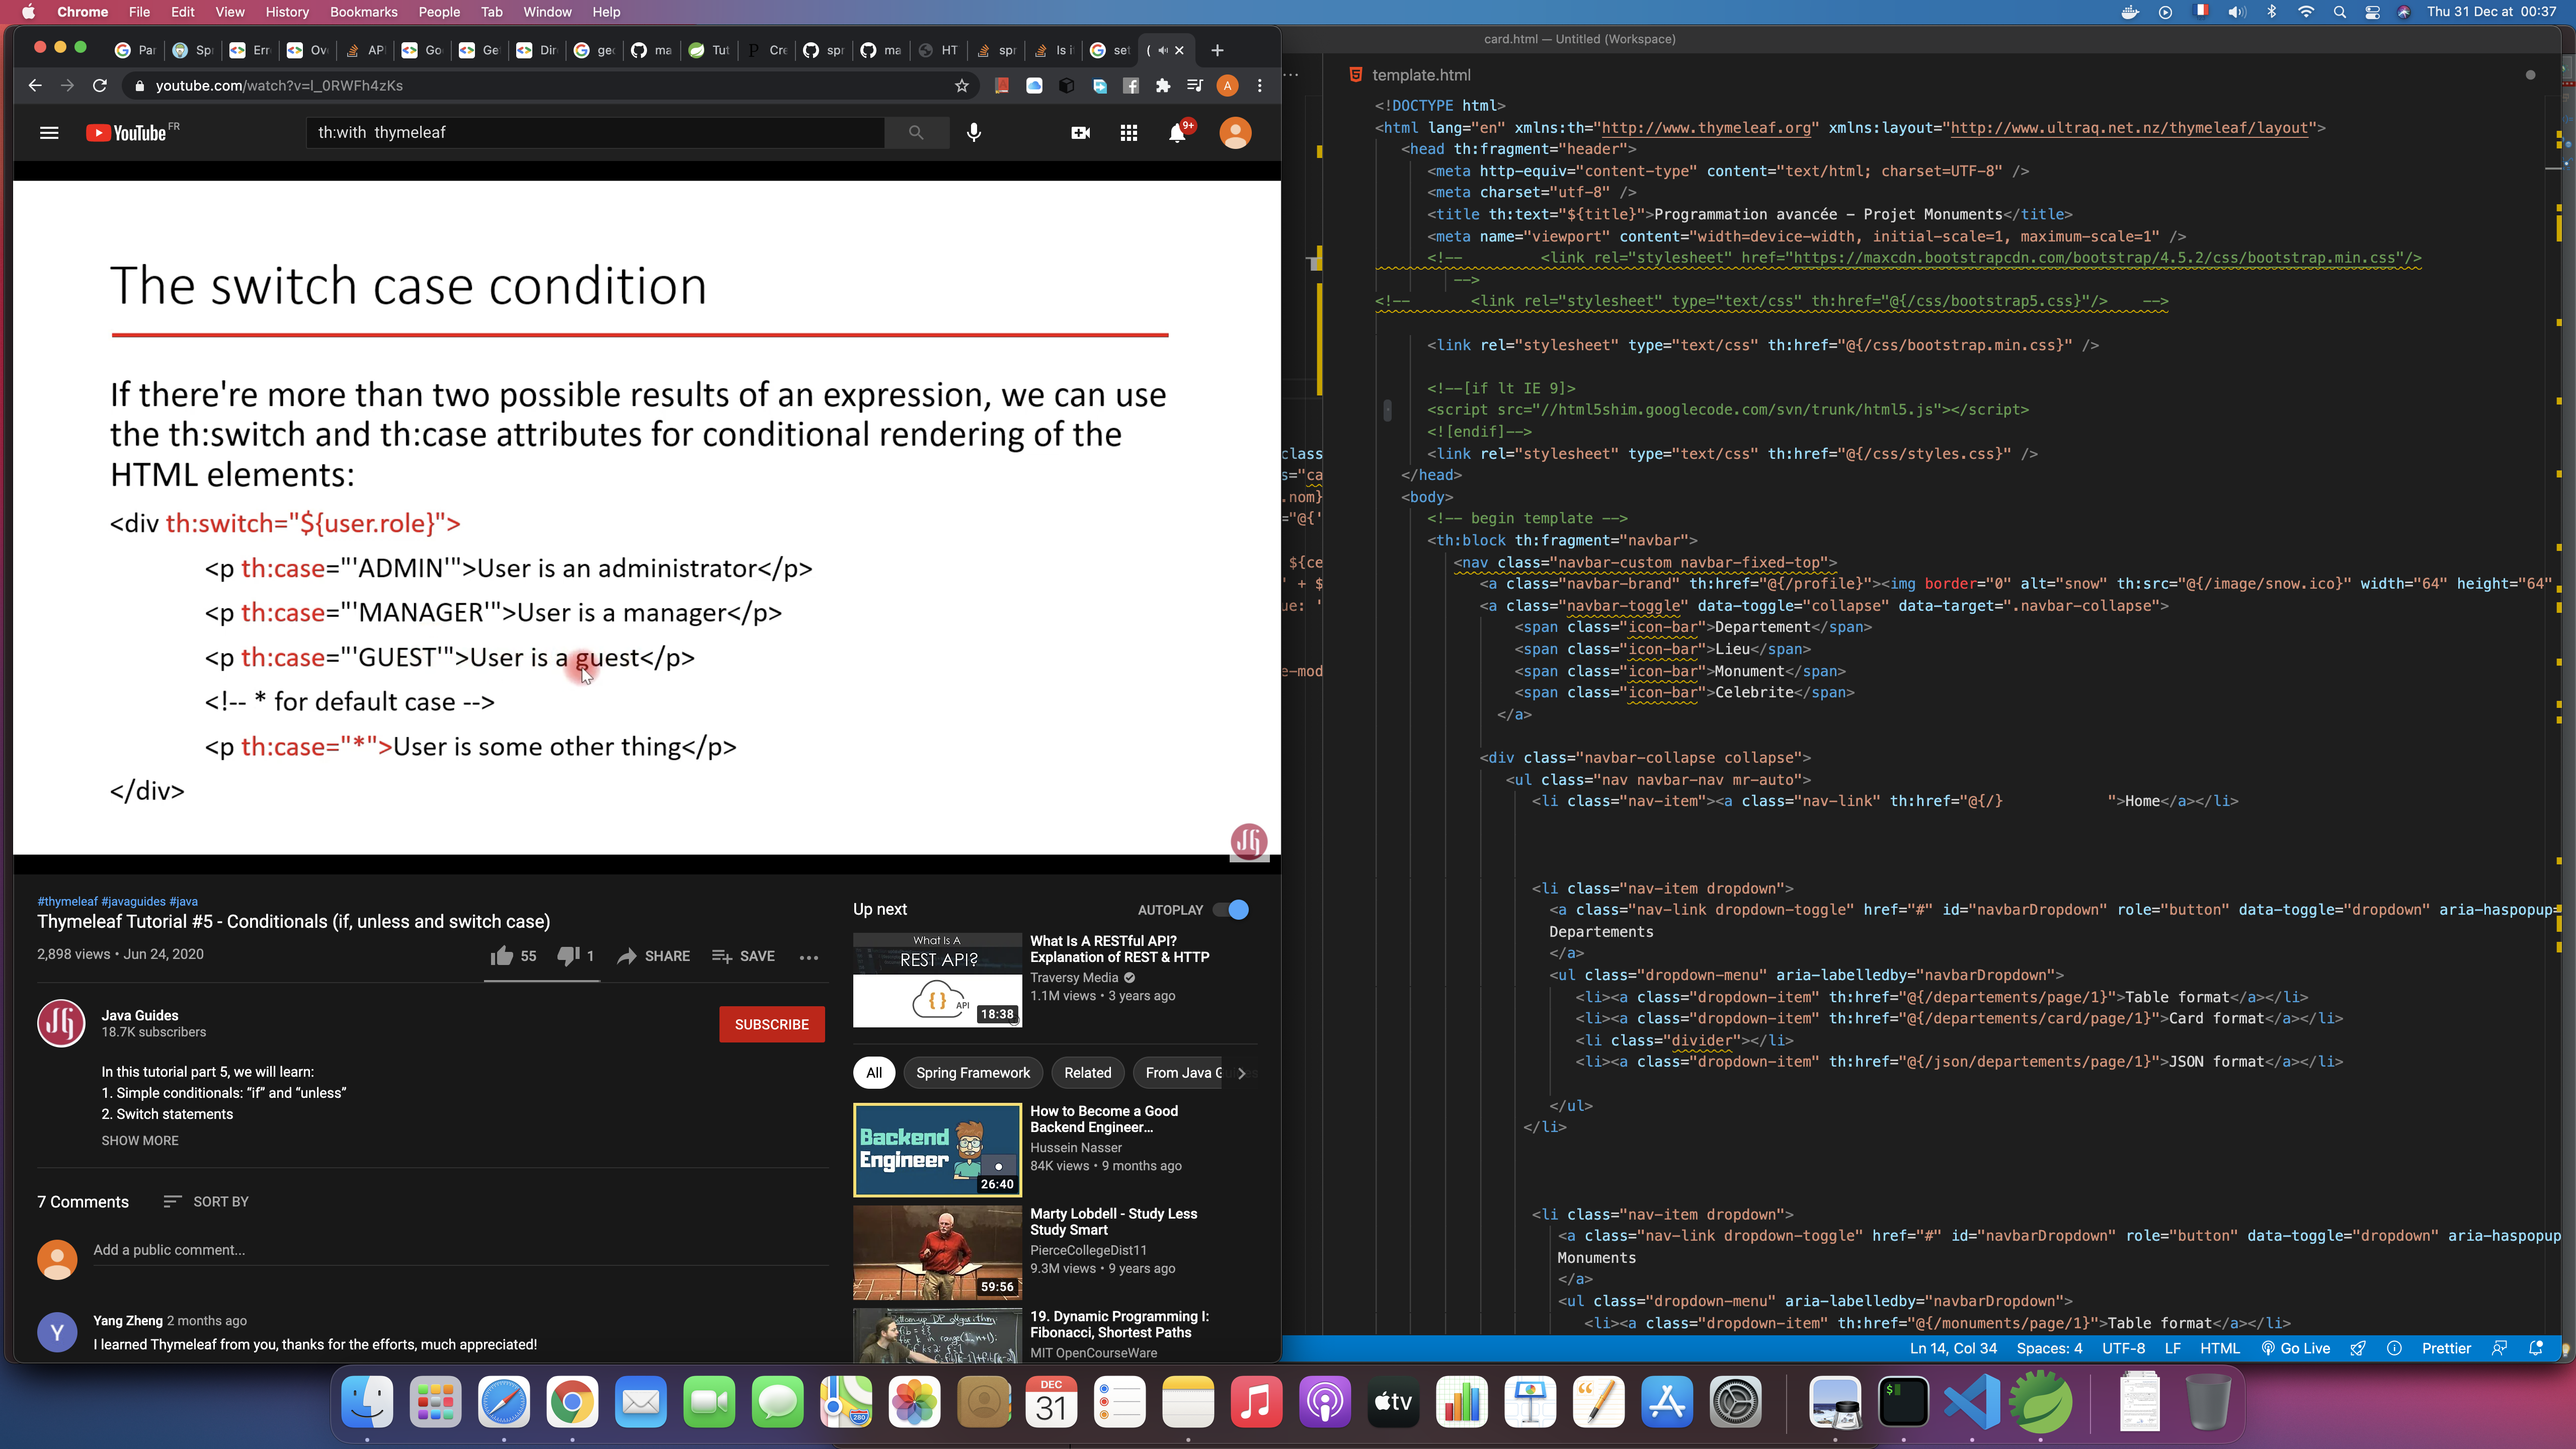 Chrome File Edit View History Bookmarks People Tab Window Help
Thu 31 Dec at 00:37
Par Sp Err Ov API Go Ge Dir geo ma Tut Cre spr ma HT spr Is i set (
youtube.com/watch?v=l_0RWFh4zKs
A
YouTube FR
th:with thymeleaf
9+
The switch case condition
If there're more than two possible results of an expression, we can use
the th:switch and th:case attributes for conditional rendering of the
HTML elements:
<div th:switch="${user.role}">
<p th:case="'ADMIN'">User is an administrator</p>
<p th:case="'MANAGER'">User is a manager</p>
<p th:case="'GUEST'">User is a guest</p>
<!-- * for default case -->
<p th:case="*">User is some other thing</p>
</div>
JG
#thymeleaf #javaguides #java
Thymeleaf Tutorial #5 - Conditionals (if, unless and switch case)
2,898 views • Jun 24, 2020
55 1 SHARE SAVE
JG
Java Guides
18.7K subscribers
SUBSCRIBE
In this tutorial part 5, we will learn:
1. Simple conditionals: “if” and “unless”
2. Switch statements
SHOW MORE
7 Comments SORT BY
Add a public comment...
Y
Yang Zheng 2 months ago
I learned Thymeleaf from you, thanks for the efforts, much appreciated!
Up next AUTOPLAY
What Is A
REST API?
API
18:38
What Is A RESTful API?
Explanation of REST & HTTP
Traversy Media
1.1M views • 3 years ago
All Spring Framework Related From Java G
Backend
Engineer
26:40
How to Become a Good
Backend Engineer...
Hussein Nasser
84K views • 9 months ago
59:56
Marty Lobdell - Study Less
Study Smart
PierceCollegeDist11
9.3M views • 9 years ago
19. Dynamic Programming I:
Fibonacci, Shortest Paths
MIT OpenCourseWare
card.html — Untitled (Workspace)
template.html
class
s="ca
.nom}
="@{'
${ce
' + $
ue: '
e-mod
<!DOCTYPE html>
<html lang="en" xmlns:th="http://www.thymeleaf.org" xmlns:layout="http://www.ultraq.net.nz/thymeleaf/layout">
<head th:fragment="header">
<meta http-equiv="content-type" content="text/html; charset=UTF-8" />
<meta charset="utf-8" />
<title th:text="${title}">Programmation avancée – Projet Monuments</title>
<meta name="viewport" content="width=device-width, initial-scale=1, maximum-scale=1" />
<!-- <link rel="stylesheet" href="https://maxcdn.bootstrapcdn.com/bootstrap/4.5.2/css/bootstrap.min.css"/>
-->
<!-- <link rel="stylesheet" type="text/css" th:href="@{/css/bootstrap5.css}"/> -->
<link rel="stylesheet" type="text/css" th:href="@{/css/bootstrap.min.css}" />
<!--[if lt IE 9]>
<script src="//html5shim.googlecode.com/svn/trunk/html5.js"></script>
<![endif]-->
<link rel="stylesheet" type="text/css" th:href="@{/css/styles.css}" />
</head>
<body>
<!-- begin template -->
<th:block th:fragment="navbar">
<nav class="navbar-custom navbar-fixed-top">
<a class="navbar-brand" th:href="@{/profile}"><img border="0" alt="snow" th:src="@{/image/snow.ico}" width="64" height="64"
<a class="navbar-toggle" data-toggle="collapse" data-target=".navbar-collapse">
<span class="icon-bar">Departement</span>
<span class="icon-bar">Lieu</span>
<span class="icon-bar">Monument</span>
<span class="icon-bar">Celebrite</span>
</a>
<div class="navbar-collapse collapse">
<ul class="nav navbar-nav mr-auto">
<li class="nav-item"><a class="nav-link" th:href="@{/} ">Home</a></li>
<li class="nav-item dropdown">
<a class="nav-link dropdown-toggle" href="#" id="navbarDropdown" role="button" data-toggle="dropdown" aria-haspopup=
Departements
</a>
<ul class="dropdown-menu" aria-labelledby="navbarDropdown">
<li><a class="dropdown-item" th:href="@{/departements/page/1}">Table format</a></li>
<li><a class="dropdown-item" th:href="@{/departements/card/page/1}">Card format</a></li>
<li class="divider"></li>
<li><a class="dropdown-item" th:href="@{/json/departements/page/1}">JSON format</a></li>
</ul>
</li>
<li class="nav-item dropdown">
<a class="nav-link dropdown-toggle" href="#" id="navbarDropdown" role="button" data-toggle="dropdown" aria-haspopup
Monuments
</a>
<ul class="dropdown-menu" aria-labelledby="navbarDropdown">
<li><a class="dropdown-item" th:href="@{/monuments/page/1}">Table format</a></li>
Ln 14, Col 34 Spaces: 4 UTF-8 LF HTML Go Live Prettier
280
DEC
31
tv
$